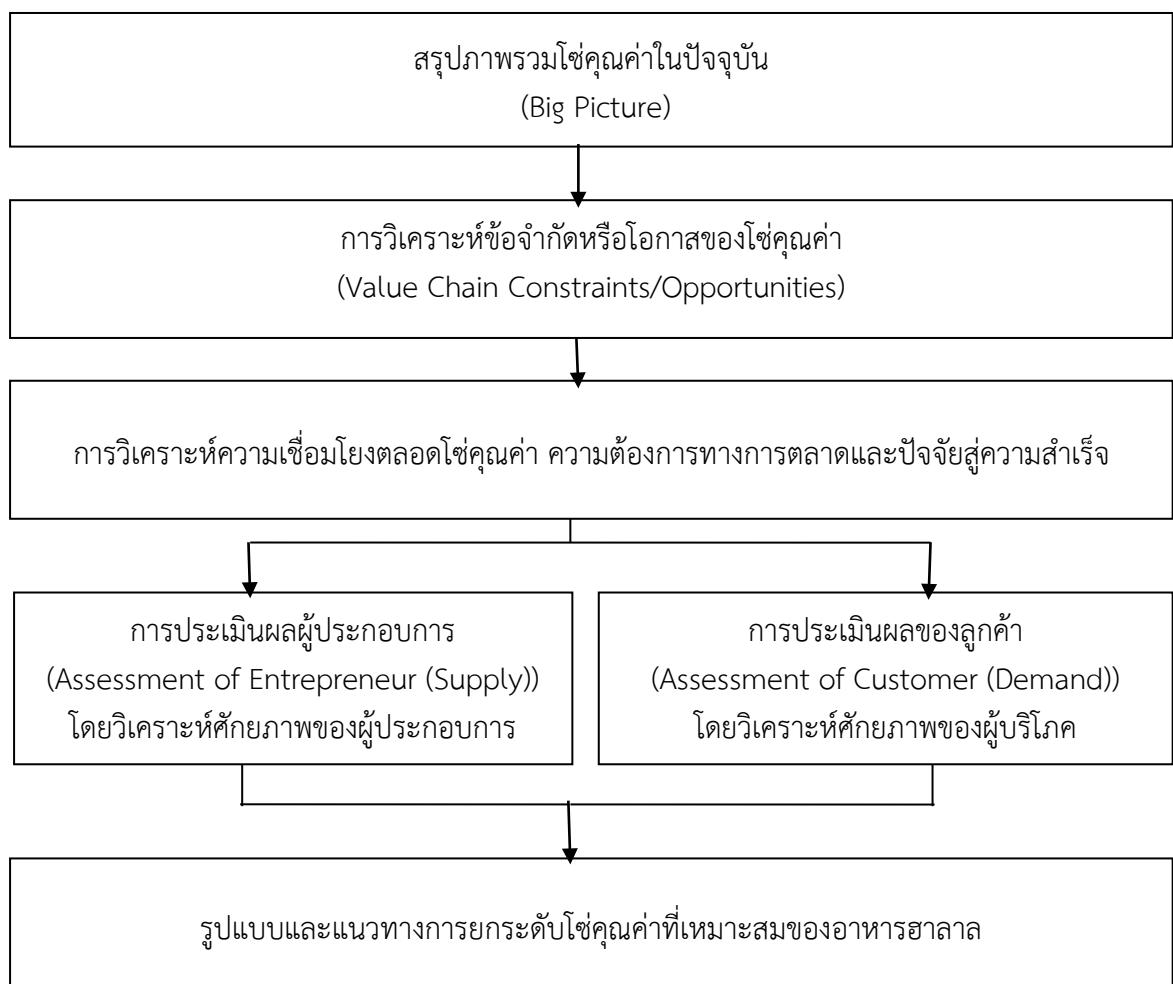 สรุปภาพรวมโซ่คุณค่าในปัจจุบัน
(Big Picture)
การวิเคราะห์ข้อจำกัดหรือโอกาสของโซ่คุณค่า
(Value Chain Constraints/Opportunities)
การวิเคราะห์ความเชื่อมโยงตลอดโซ่คุณค่า ความต้องการทางการตลาดและปัจจัยสู่ความสำเร็จ
การประเมินผลผู้ประกอบการ
(Assessment of Entrepreneur (Supply))
โดยวิเคราะห์ศักยภาพของผู้ประกอบการ
การประเมินผลของลูกค้า
(Assessment of Customer (Demand))
โดยวิเคราะห์ศักยภาพของผู้บริโภค
รูปแบบและแนวทางการยกระดับโซ่คุณค่าที่เหมาะสมของอาหารฮาลาล